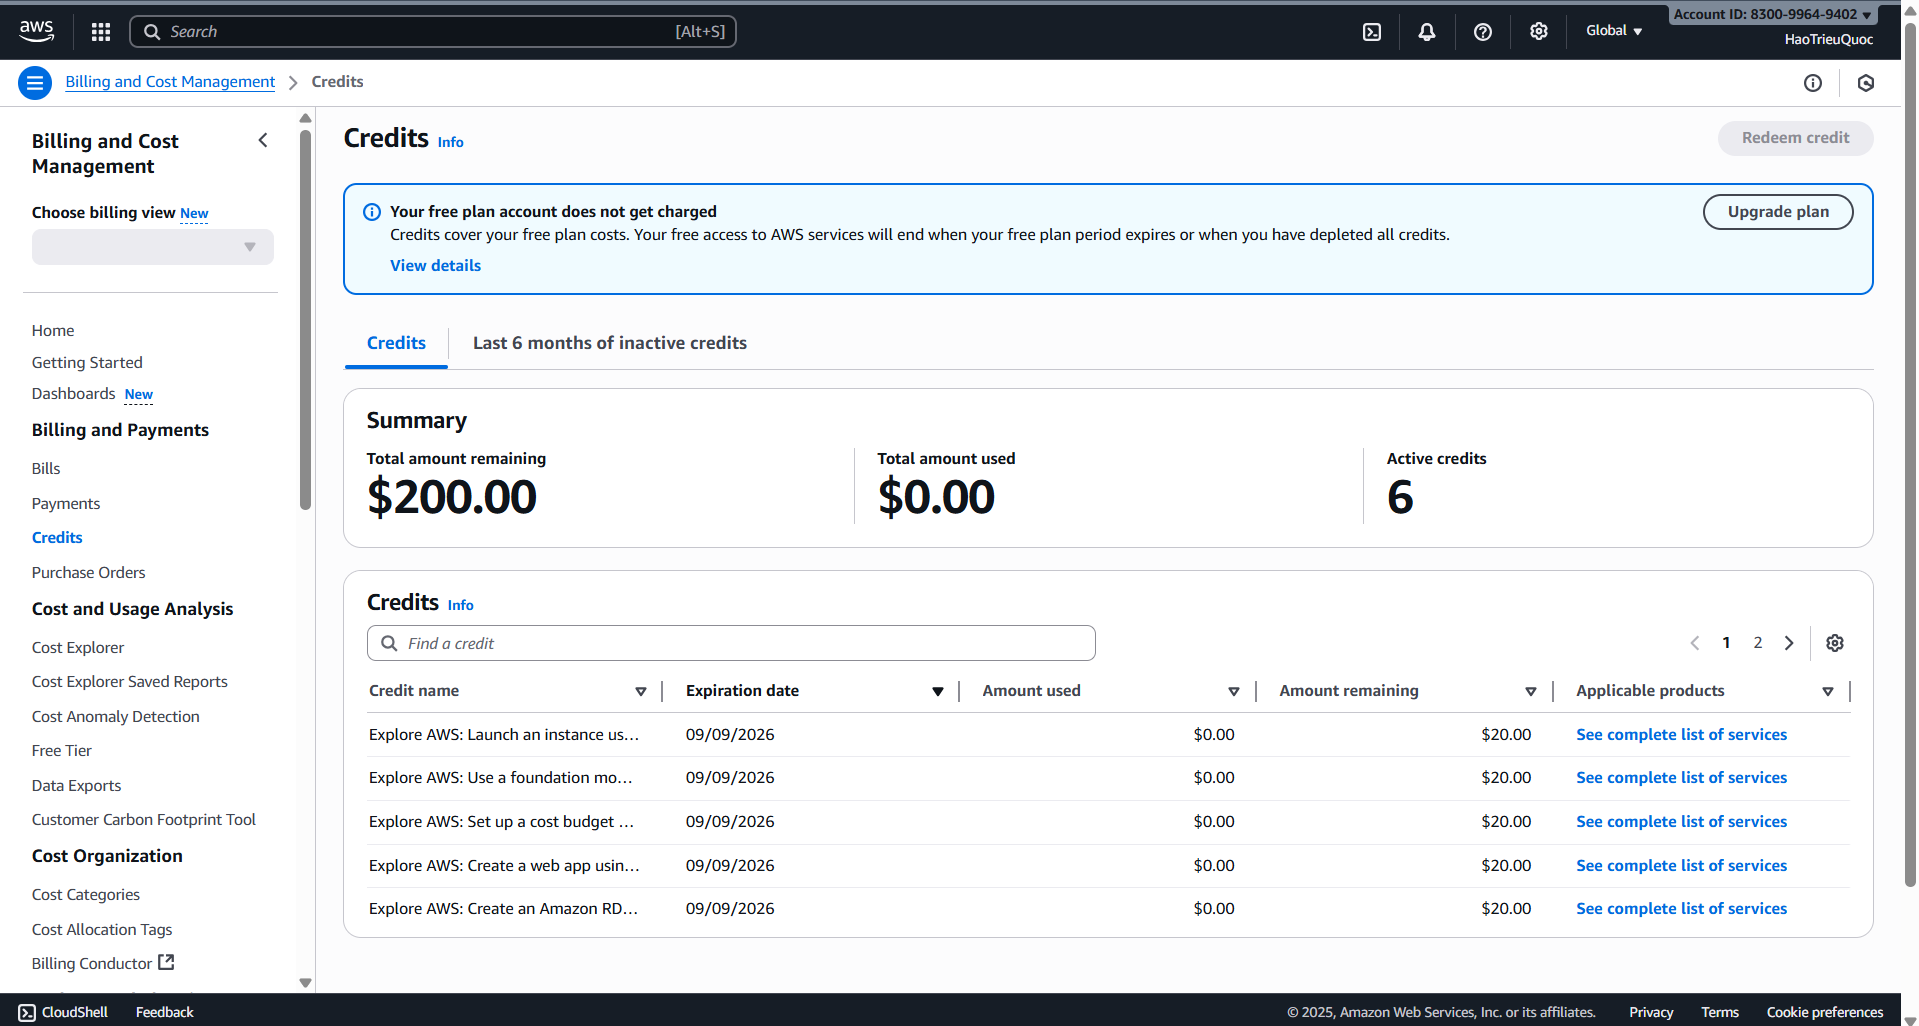 aws
Search
[Alt+S]
Global
Account ID: 8300-9964-9402
HaoTrieuQuoc
Billing and Cost Management
Credits
Billing and Cost
Management
Choose billing view New
Home
Getting Started
Dashboards New
Billing and Payments
Bills
Payments
Credits
Purchase Orders
Cost and Usage Analysis
Cost Explorer
Cost Explorer Saved Reports
Cost Anomaly Detection
Free Tier
Data Exports
Customer Carbon Footprint Tool
Cost Organization
Cost Categories
Cost Allocation Tags
Billing Conductor
Credits Info
Redeem credit
Your free plan account does not get charged
Credits cover your free plan costs. Your free access to AWS services will end when your free plan period expires or when you have depleted all credits.
View details
Upgrade plan
Credits
Last 6 months of inactive credits
Summary
Total amount remaining
$200.00
Total amount used
$0.00
Active credits
6
Credits Info
Find a credit
1 2
Credit name Expiration date Amount used Amount remaining Applicable products
Explore AWS: Launch an instance us... 09/09/2026 $0.00 $20.00 See complete list of services
Explore AWS: Use a foundation mo... 09/09/2026 $0.00 $20.00 See complete list of services
Explore AWS: Set up a cost budget ... 09/09/2026 $0.00 $20.00 See complete list of services
Explore AWS: Create a web app usin... 09/09/2026 $0.00 $20.00 See complete list of services
Explore AWS: Create an Amazon RD... 09/09/2026 $0.00 $20.00 See complete list of services
CloudShell Feedback
© 2025, Amazon Web Services, Inc. or its affiliates. Privacy Terms Cookie preferences